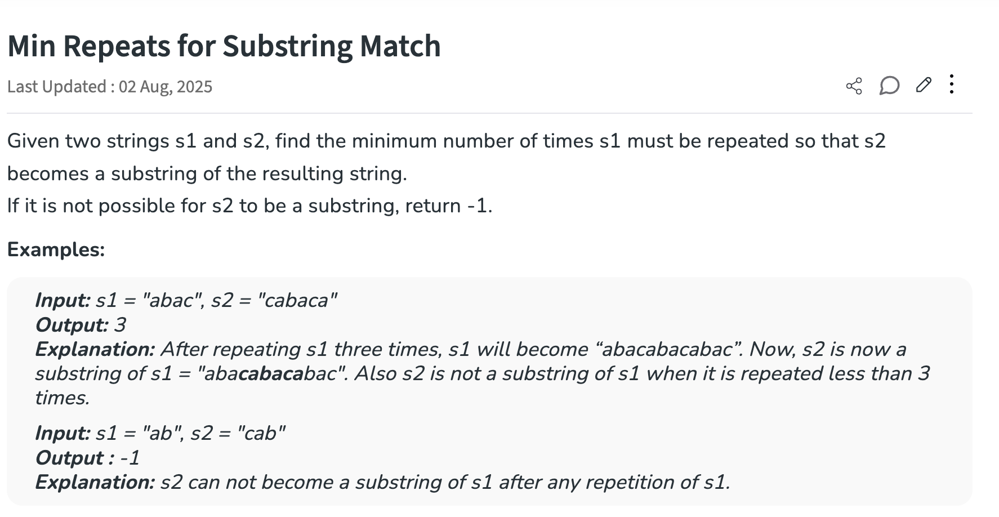 Min Repeats for Substring Match
Last Updated : 02 Aug, 2025
Given two strings s1 and s2, find the minimum number of times s1 must be repeated so that s2
becomes a substring of the resulting string.
If it is not possible for s2 to be a substring, return -1.
Examples:
Input: s1 = "abac", s2 = "cabaca"
Output: 3
Explanation: After repeating s1 three times, s1 will become “abacabacabac”. Now, s2 is now a
substring of s1 = "abacabacabac". Also s2 is not a substring of s1 when it is repeated less than 3
times.
Input: s1 = "ab", s2 = "cab"
Output : -1
Explanation: s2 can not become a substring of s1 after any repetition of s1.